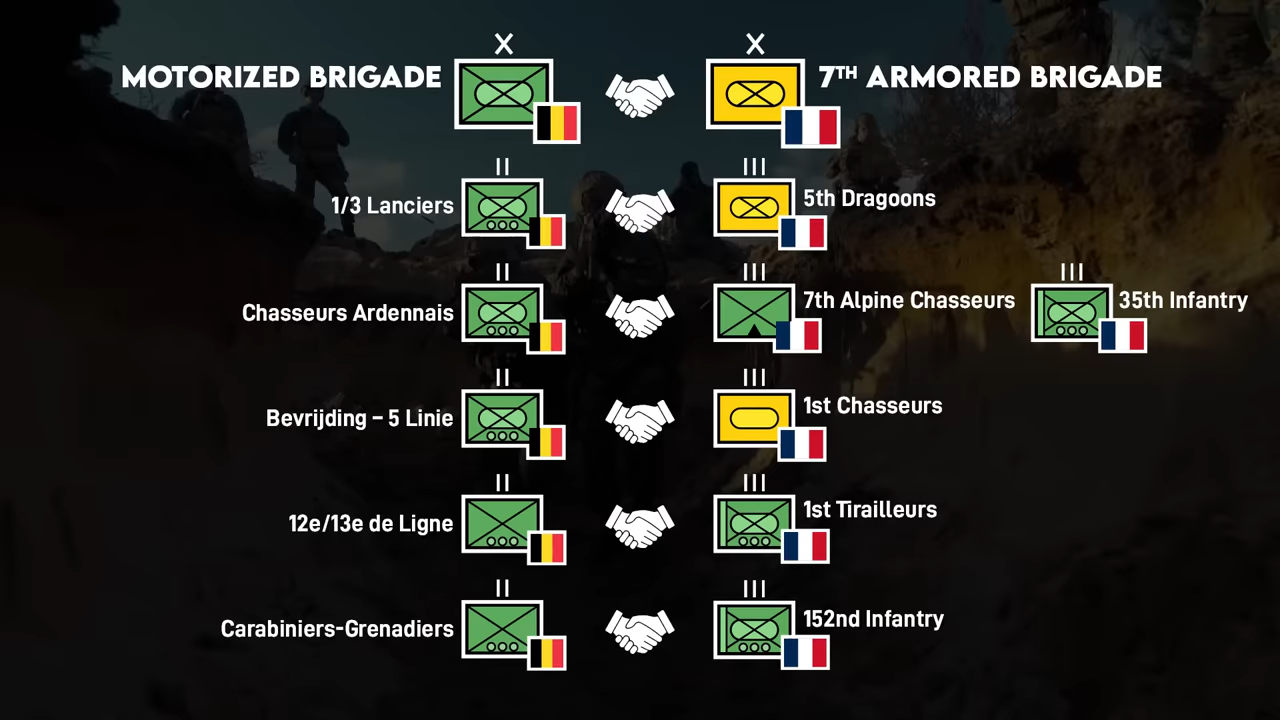 MOTORIZED BRIGADE
7TH ARMORED BRIGADE
1/3 Lanciers
5th Dragoons
Chasseurs Ardennais
7th Alpine Chasseurs
35th Infantry
Bevrijding – 5 Linie
1st Chasseurs
12e/13e de Ligne
1st Tirailleurs
Carabiniers-Grenadiers
152nd Infantry